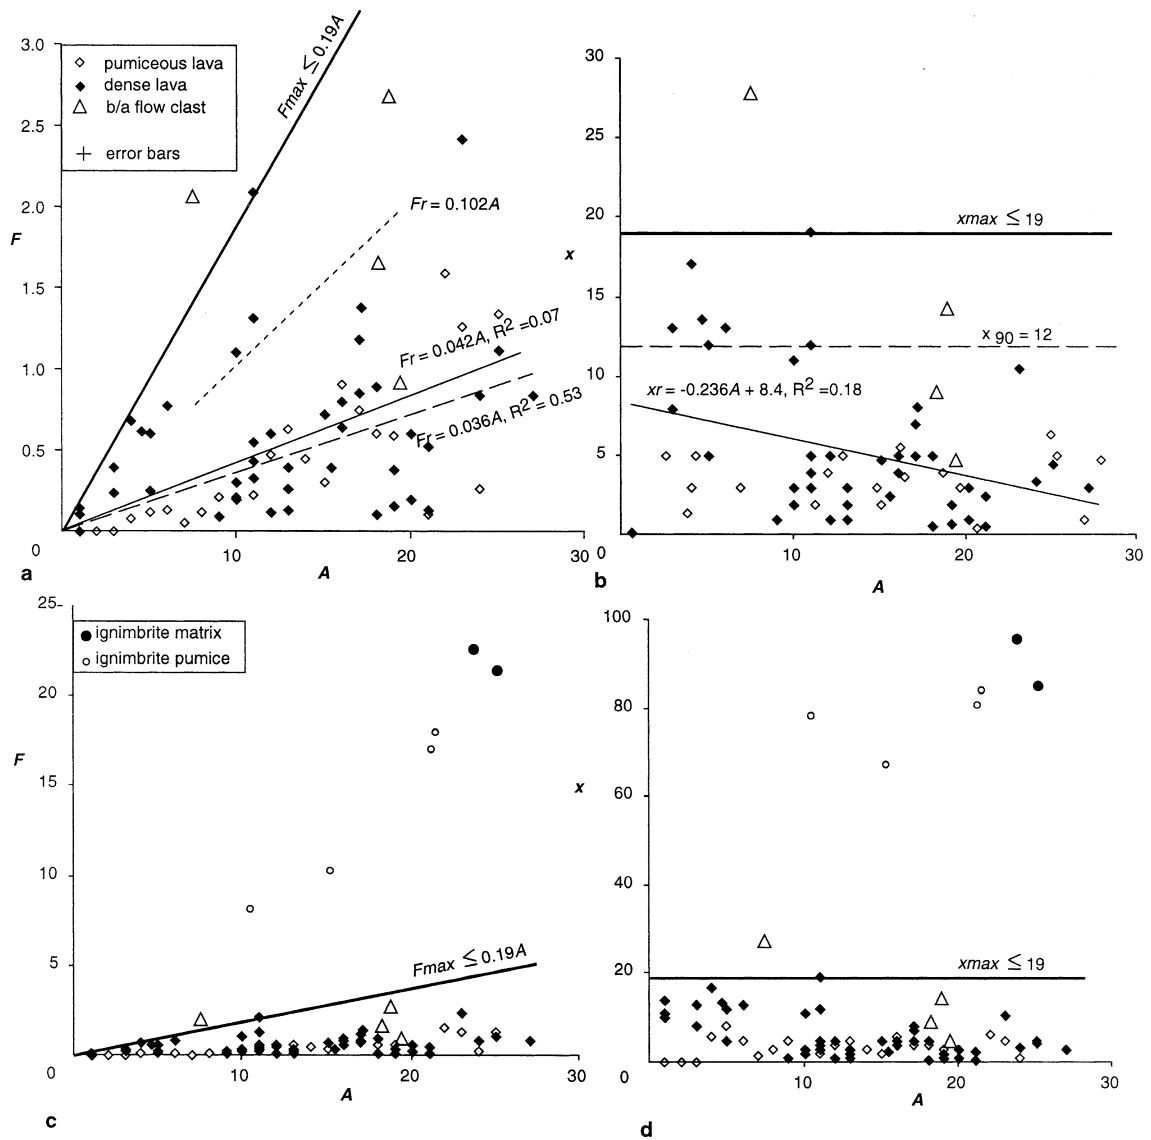 3.0
2.5
2.0
1.5
1.0
0.5
0
F
pumiceous lava
dense lava
b/a flow clast
error bars
Fmax ≤ 0.19A
Fr = 0.102A
Fr = 0.042A, R2 =0.07
Fr = 0.036A, R2 = 0.53
10
20
30
A
a
30
25
20
15
10
5
0
x
xmax ≤ 19
x 90 = 12
xr = -0.236A + 8.4, R2 =0.18
10
20
30
A
b
25-
20
15
10
5
0
F
ignimbrite matrix
ignimbrite pumice
Fmax ≤ 0.19A
10
20
30
A
c
100
80
60
40
20
0
x
xmax ≤ 19
10
20
30
A
d